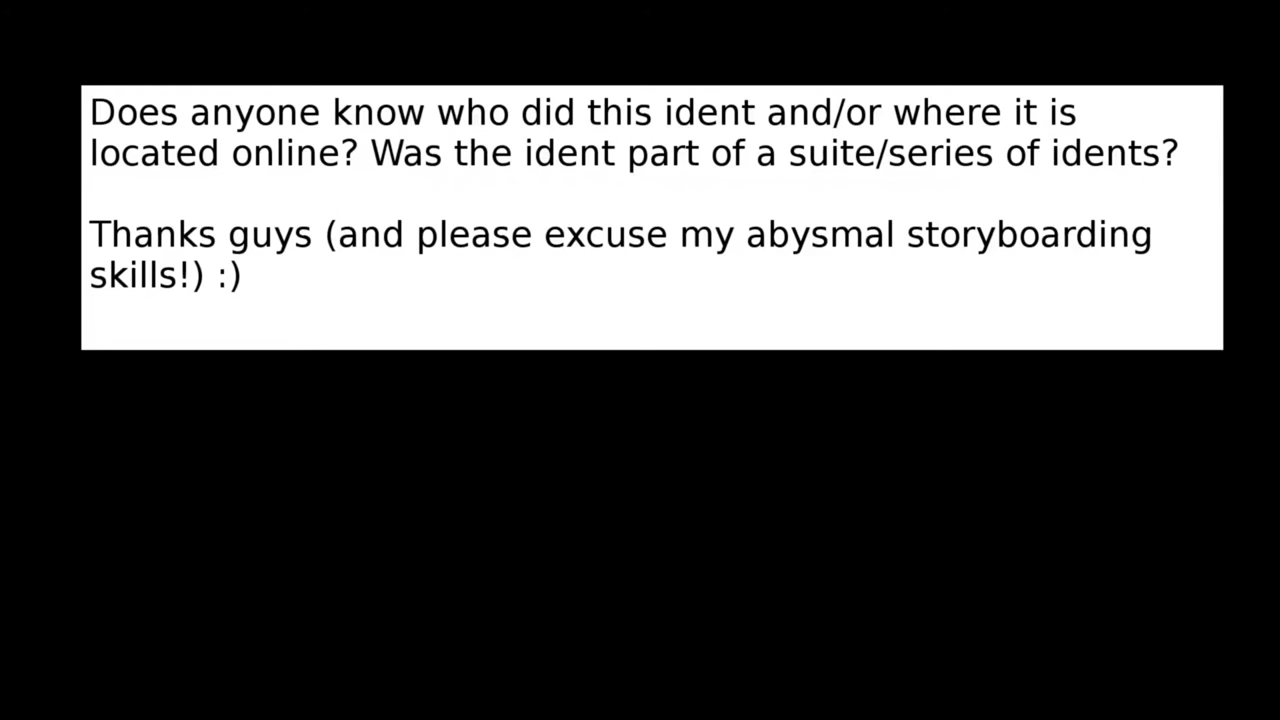 Does anyone know who did this ident and/or where it is
located online? Was the ident part of a suite/series of idents?
Thanks guys (and please excuse my abysmal storyboarding
skills!) :)